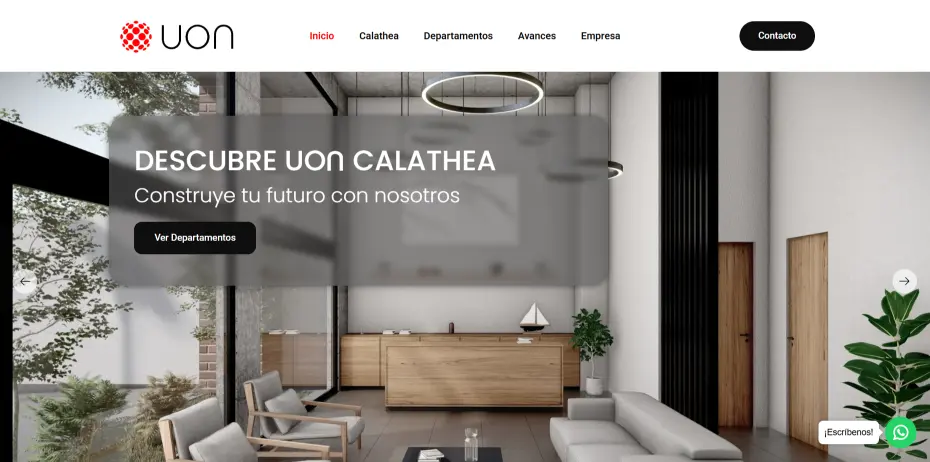 UON
Inicio
Calathea
Departamentos
Avances
Empresa
Contacto
DESCUBRE UON CALATHEA
Construye tu futuro con nosotros
Ver Departamentos
¡Escríbenos!